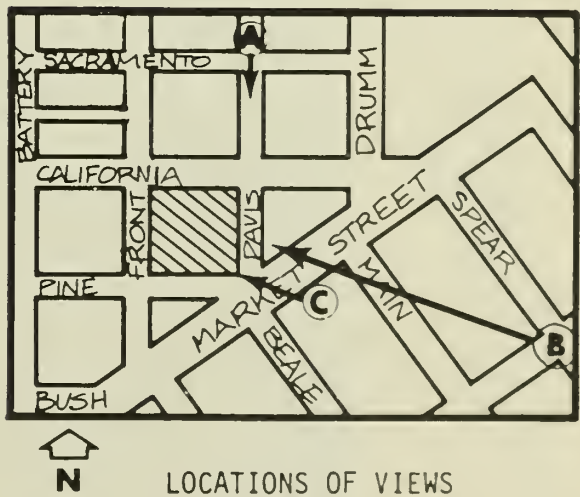 A
SACRAMENTO
BATTERY
DRUMM
CALIFORNIA
FRONT
DAVIS
MARKET STREET
SPEAR
PINE
C
MAIN
B
BEALE
BUSH
N LOCATIONS OF VIEWS